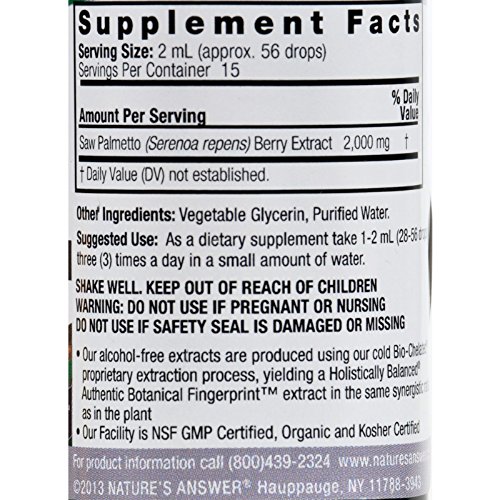 Supplement Facts
Serving Size: 2 mL (approx. 56 drops)
Servings Per Container 15
% Daily
Amount Per Serving Value
Saw Palmetto (Serenoa repens) Berry Extract 2,000 mg †
† Daily Value (DV) not established.
Other Ingredients: Vegetable Glycerin, Purified Water.
Suggested Use: As a dietary supplement take 1-2 mL (28-56
three (3) times a day in a small amount of water.
SHAKE WELL. KEEP OUT OF REACH OF CHILDREN
WARNING: DO NOT USE IF PREGNANT OR NURSING
DO NOT USE IF SAFETY SEAL IS DAMAGED OR MISSING
• Our alcohol-free extracts are produced using our cold
proprietary extraction process, yielding a Holistically Balanced®
Authentic Botanical Fingerprint™ extract in the same synergistic
as in the plant
• Our Facility is NSF GMP Certified, Organic and Kosher Certified
For product information call (800)439-2324 www.naturesanswer
©2013 NATURE'S ANSWER® Hauppauge, NY 11788-3943